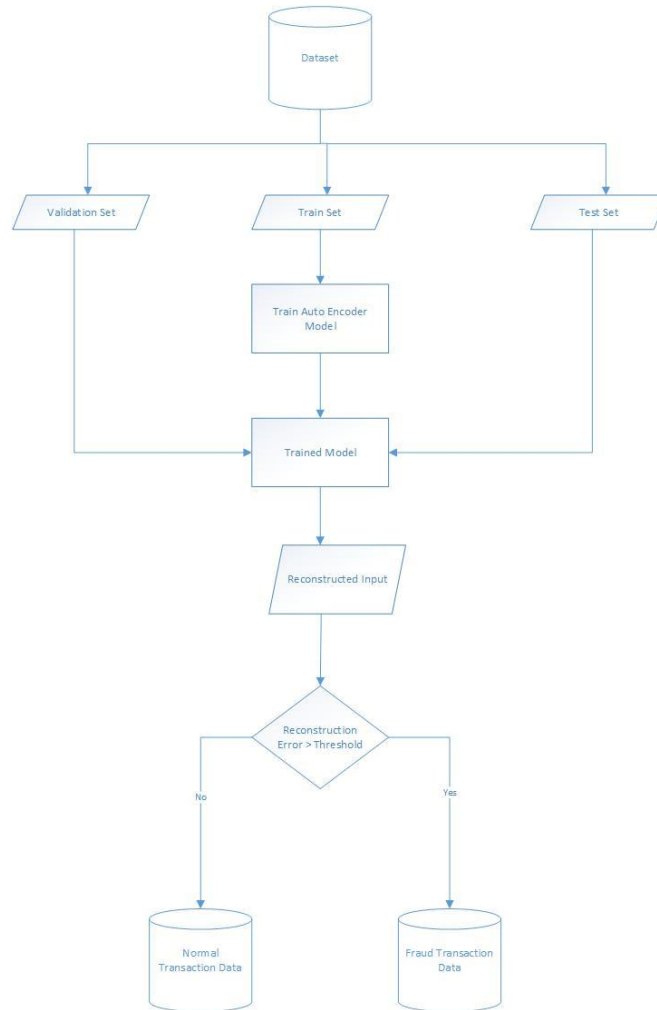 Dataset
Validation Set
Train Set
Test Set
Train Auto Encoder
Model
Trained Model
Reconstructed Input
Reconstruction
Error > Threshold
No
Yes
Normal
Transaction Data
Fraud Transaction
Data